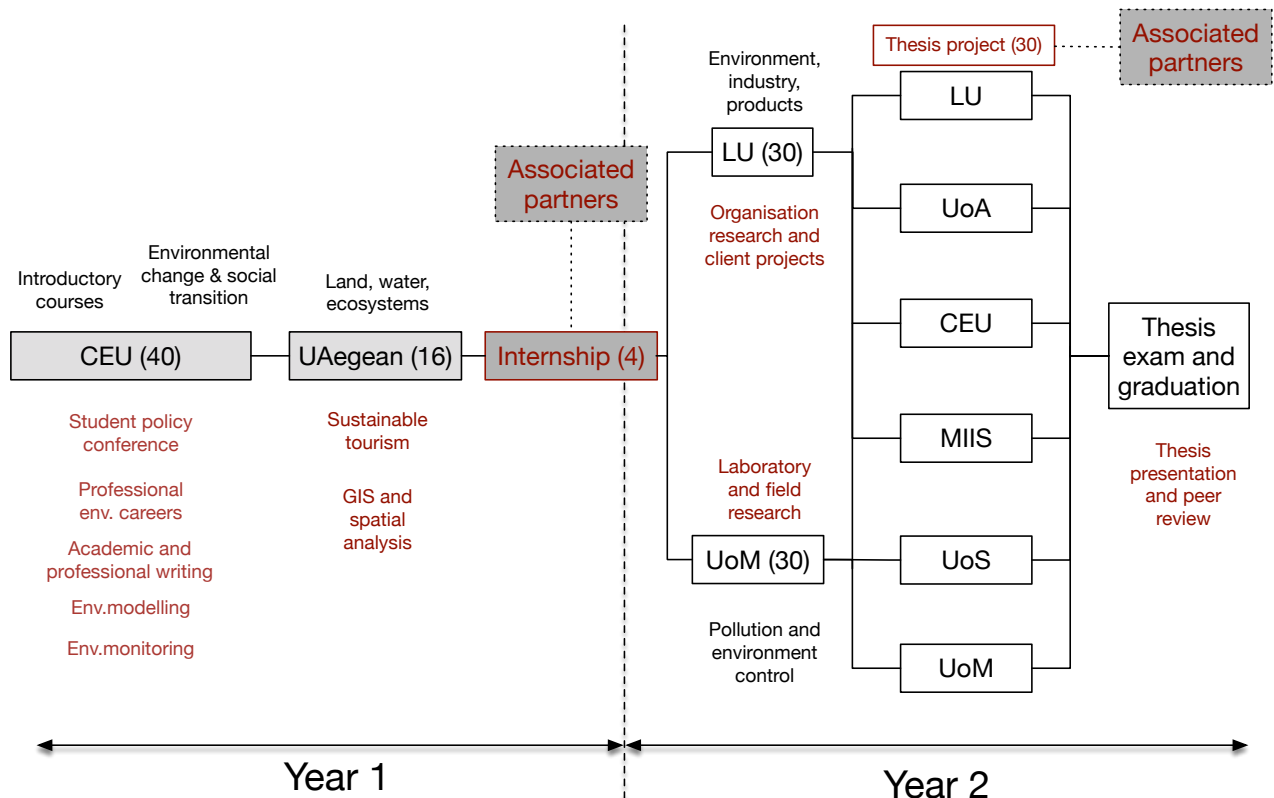 Introductory
courses
Environmental
change & social
transition
CEU (40)
Student policy
conference
Professional
env. careers
Academic and
professional writing
Env.modelling
Env.monitoring
Land, water,
ecosystems
UAegean (16)
Sustainable
tourism
GIS and
spatial
analysis
Associated
partners
Internship (4)
Environment,
industry,
products
LU (30)
Organisation
research and
client projects
Laboratory
and field
research
UoM (30)
Pollution and
environment
control
Thesis project (30)
Associated
partners
LU
UoA
CEU
MIIS
UoS
UoM
Thesis
exam and
graduation
Thesis
presentation
and peer
review
Year 1
Year 2